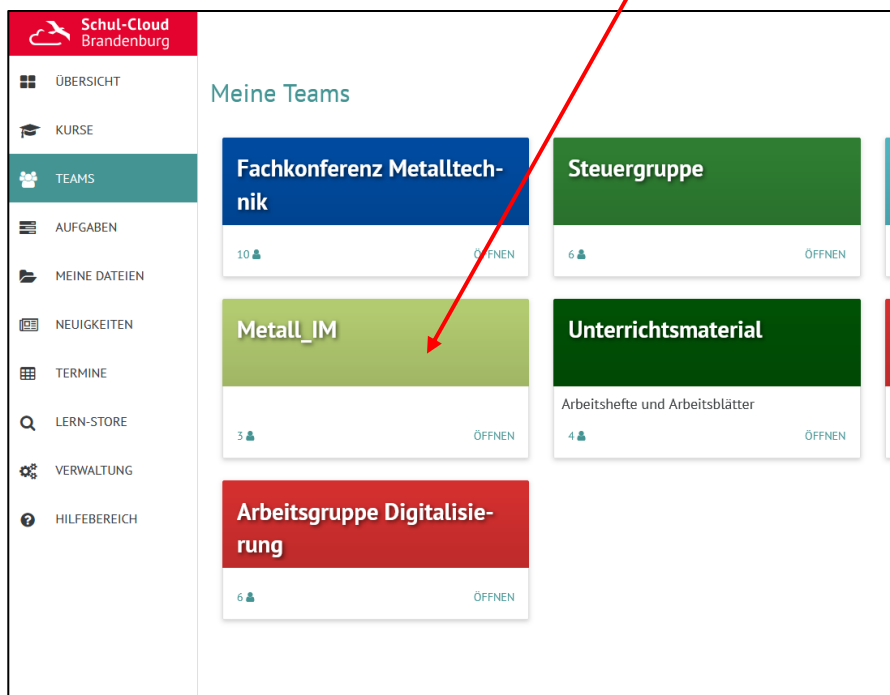 Schul-Cloud
Brandenburg
ÜBERSICHT
KURSE
TEAMS
AUFGABEN
MEINE DATEIEN
NEUIGKEITEN
TERMINE
LERN-STORE
VERWALTUNG
HILFEBEREICH
Meine Teams
Fachkonferenz Metalltech-
nik
10 ÖFFNEN
Steuergruppe
6 ÖFFNEN
Metall_IM
3 ÖFFNEN
Unterrichtsmaterial
Arbeitshefte und Arbeitsblätter
4 ÖFFNEN
Arbeitsgruppe Digitalisie-
rung
6 ÖFFNEN